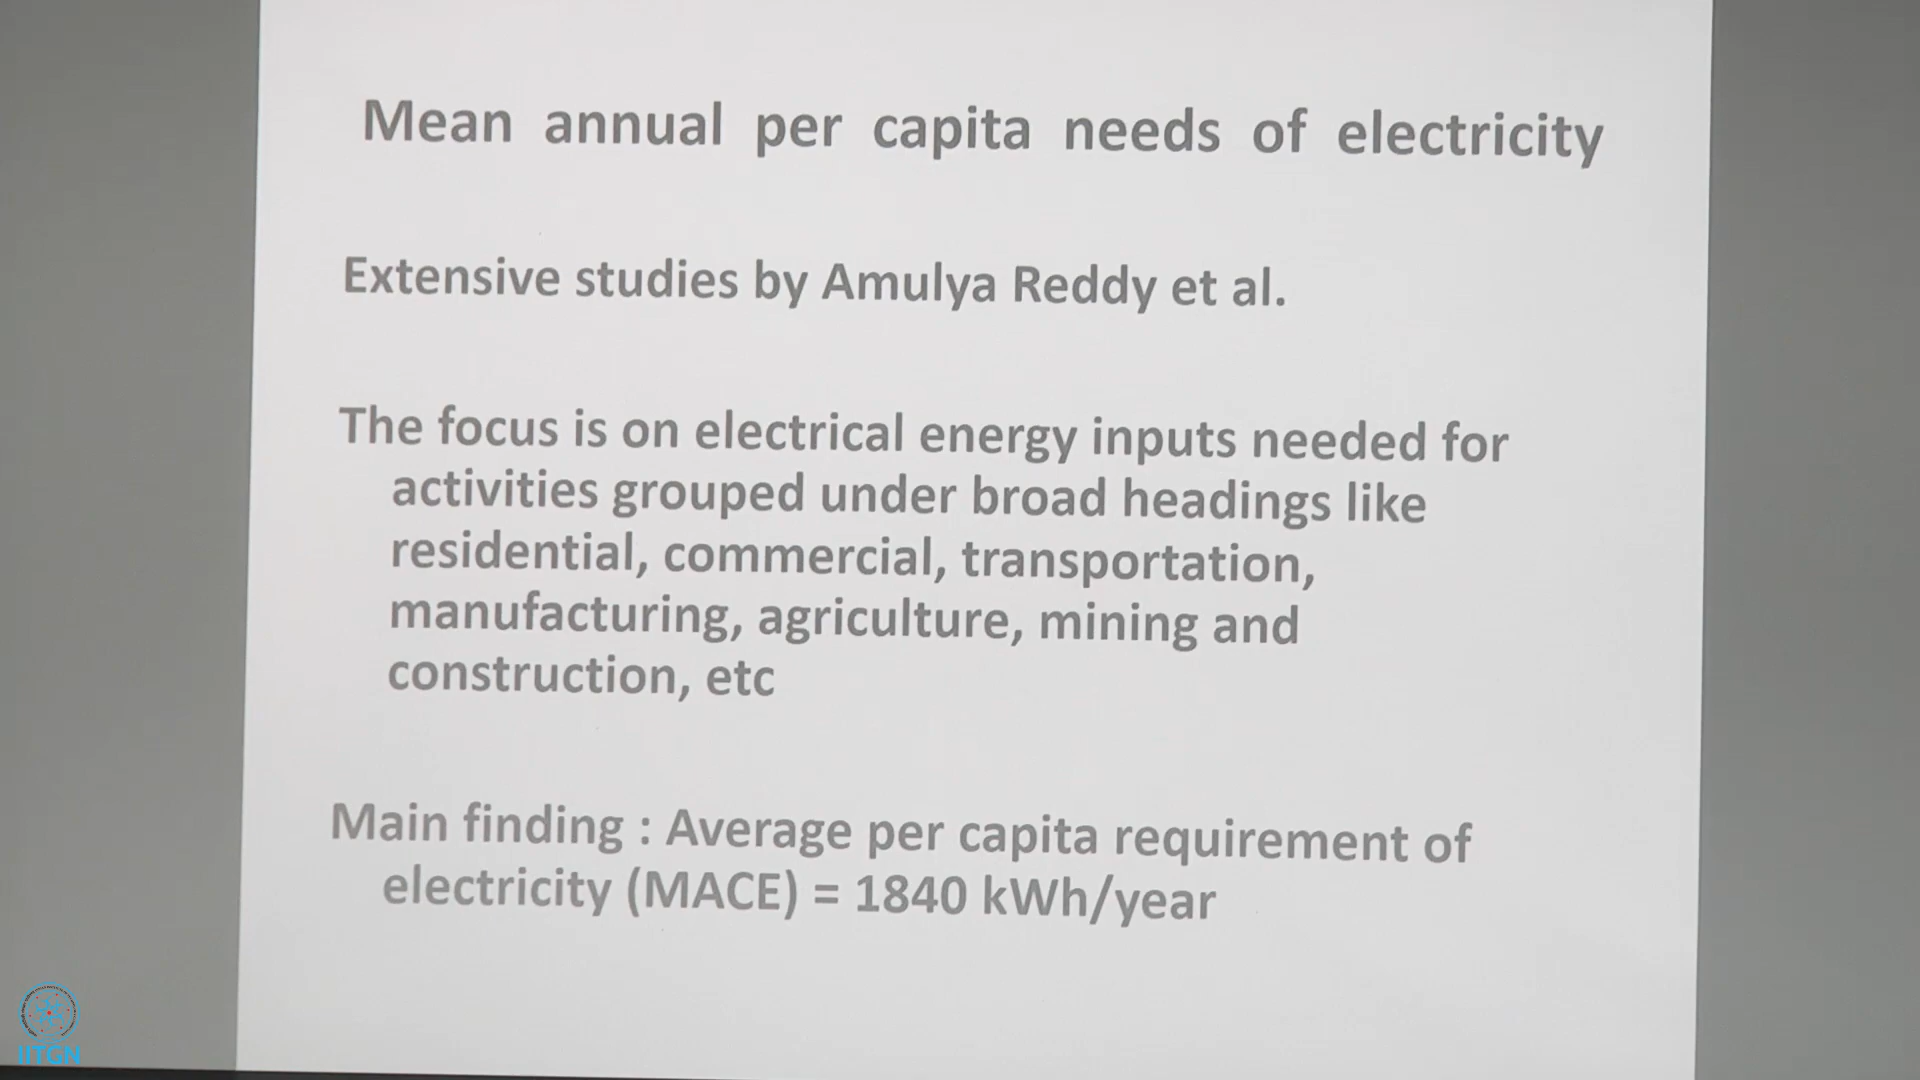 Mean annual per capita needs of electricity
Extensive studies by Amulya Reddy et al.
The focus is on electrical energy inputs needed for
activities grouped under broad headings like
residential, commercial, transportation,
manufacturing, agriculture, mining and
construction, etc
Main finding : Average per capita requirement of
electricity (MACE) = 1840 kWh/year
IITGN